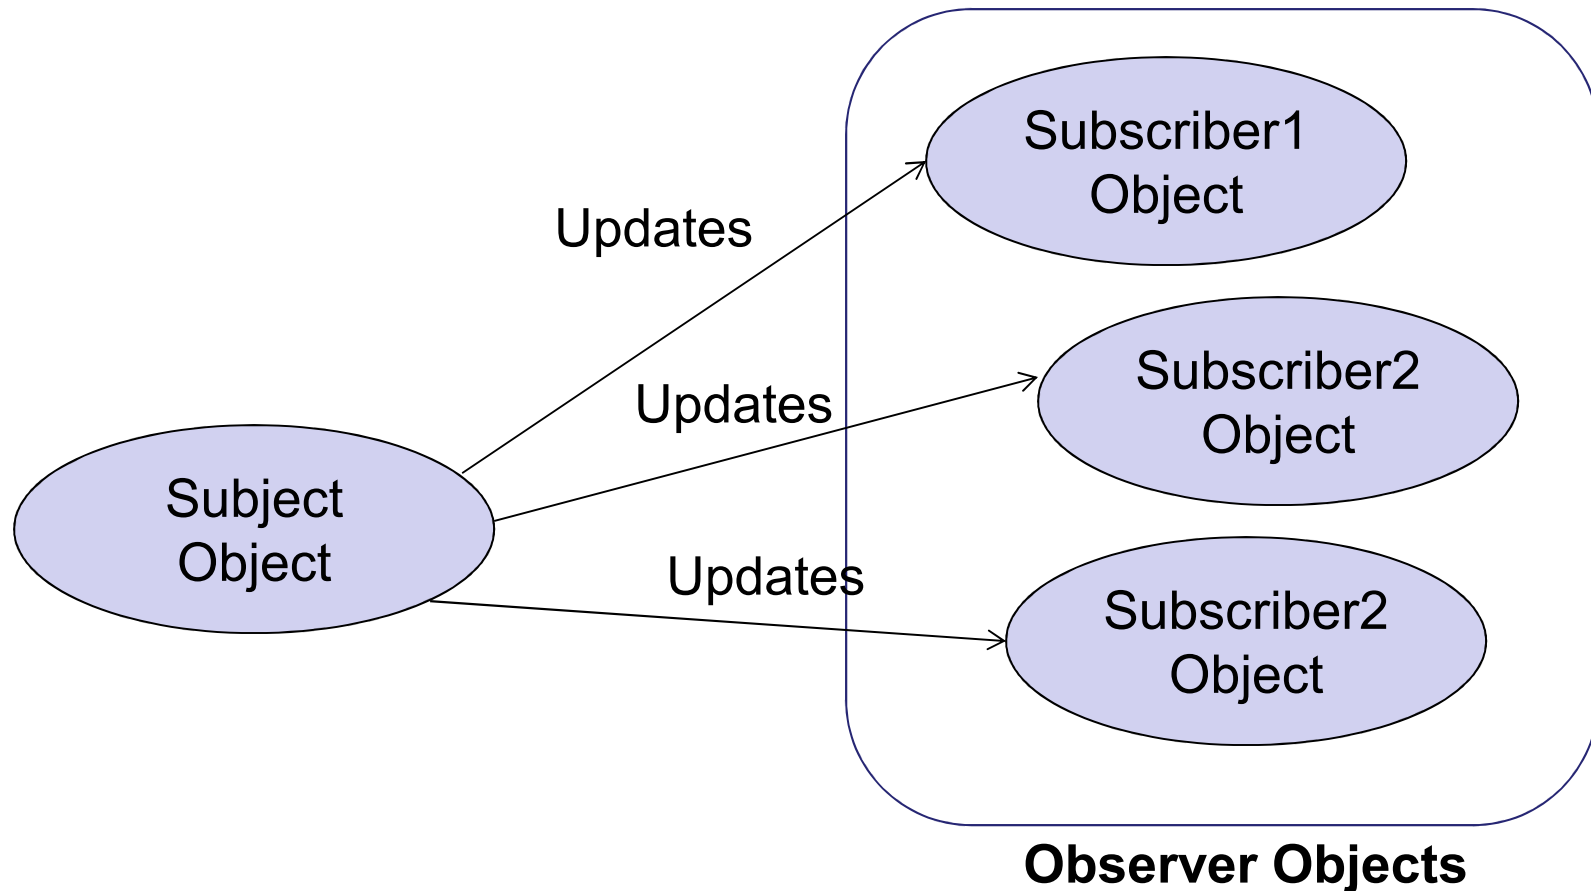 Subscriber1
Object
Updates
Subscriber2
Object
Updates
Subject
Object
Updates
Subscriber2
Object
Observer Objects